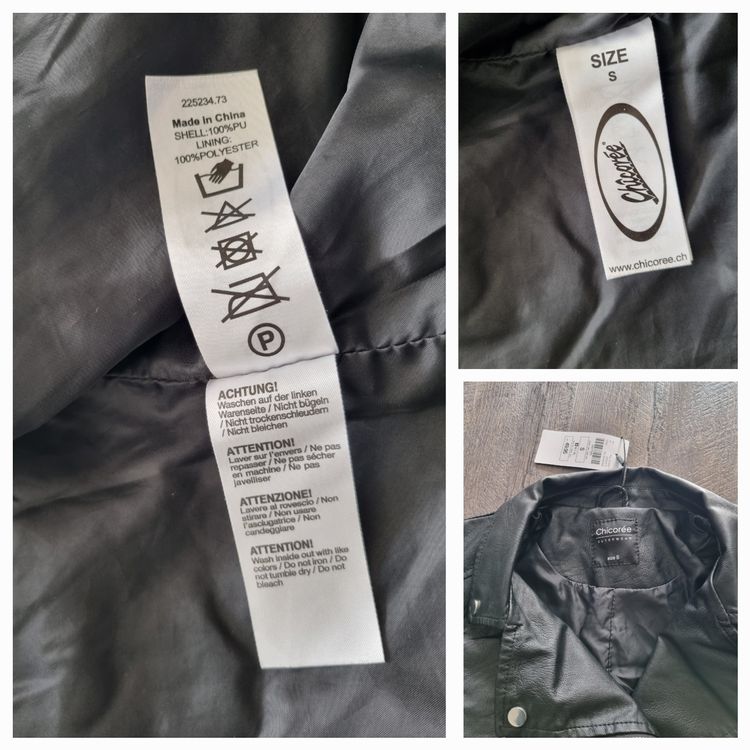 225234.73
Made in China
SHELL:100%PU
LINING:
100%POLYESTER
P
ACHTUNG!
Waschen auf der linken
Warenseite / Nicht bügeln
/ Nicht trockenschleudern
/ Nicht bleichen
ATTENTION!
Laver sur l'envers / Ne pas
repasser / Ne pas sécher
en machine / Ne pas
javelliser
ATTENZIONE!
Lavere al rovescio / Non
stirare / Non usare
l'asciugatrice / Non
candeggiare
ATTENTION!
Wash inside out with like
colors / Do not iron / Do
not tumble dry / Do not
bleach
SIZE
S
Chicorée®
www.chicoree.ch
Chicorée
OUTERWEAR
SIZE S
S